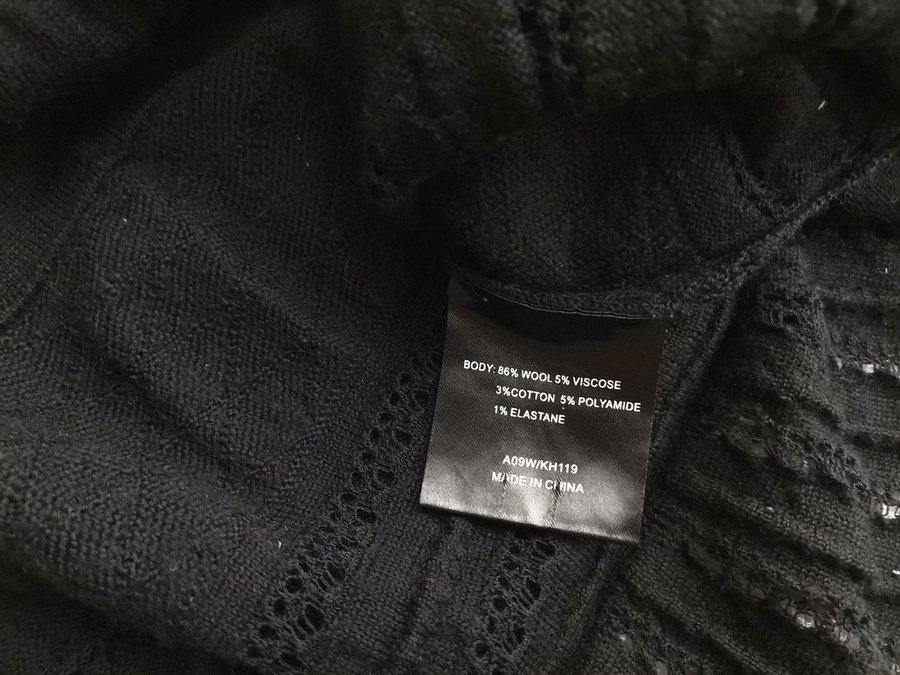 BODY: 86% WOOL 5% VISCOSE
3%COTTON 5% POLYAMIDE
1% ELASTANE
A09W/KH119
MADE IN CHINA